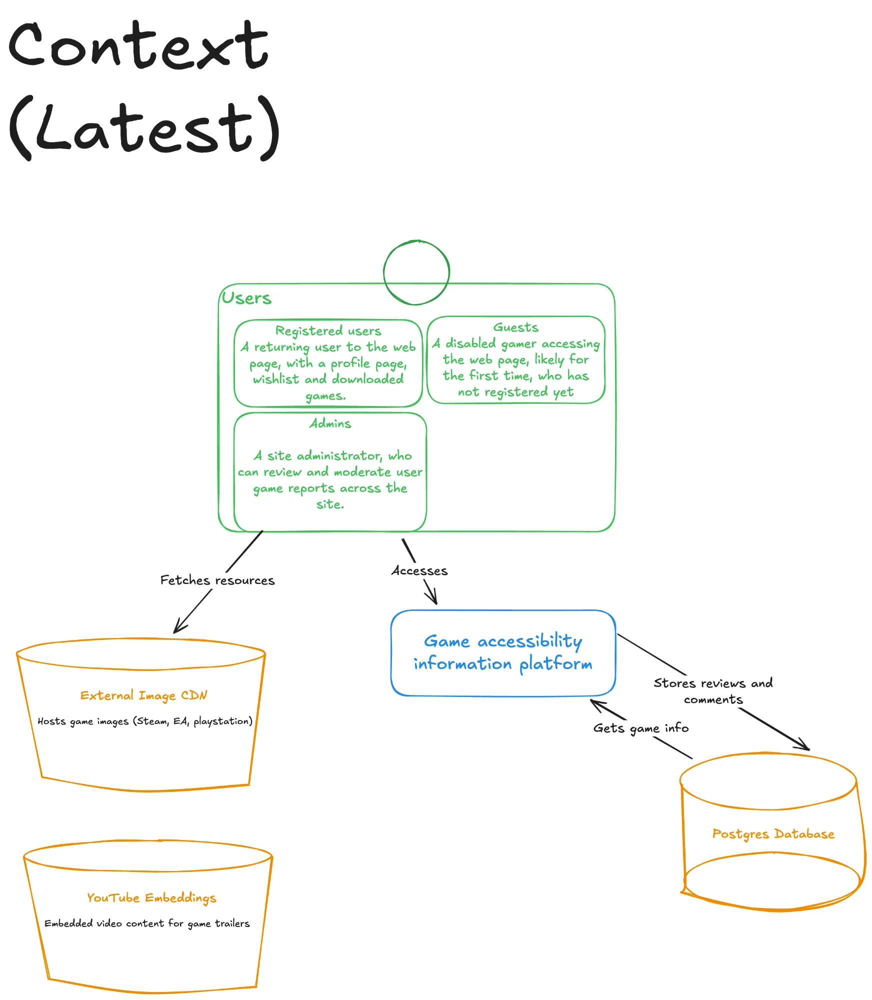 Context
(Latest)
Users
Registered users
A returning user to the web
page, with a profile page,
wishlist and downloaded
games.
Guests
A disabled gamer accessing
the web page, likely for
the first time, who has
not registered yet
Admins
A site administrator, who
can review and moderate user
game reports across the
site.
Fetches resources
Accesses
Game accessibility
information platform
Stores reviews and
comments
Gets game info
External Image CDN
Hosts game images (Steam, EA, playstation)
Postgres Database
YouTube Embeddings
Embedded video content for game trailers